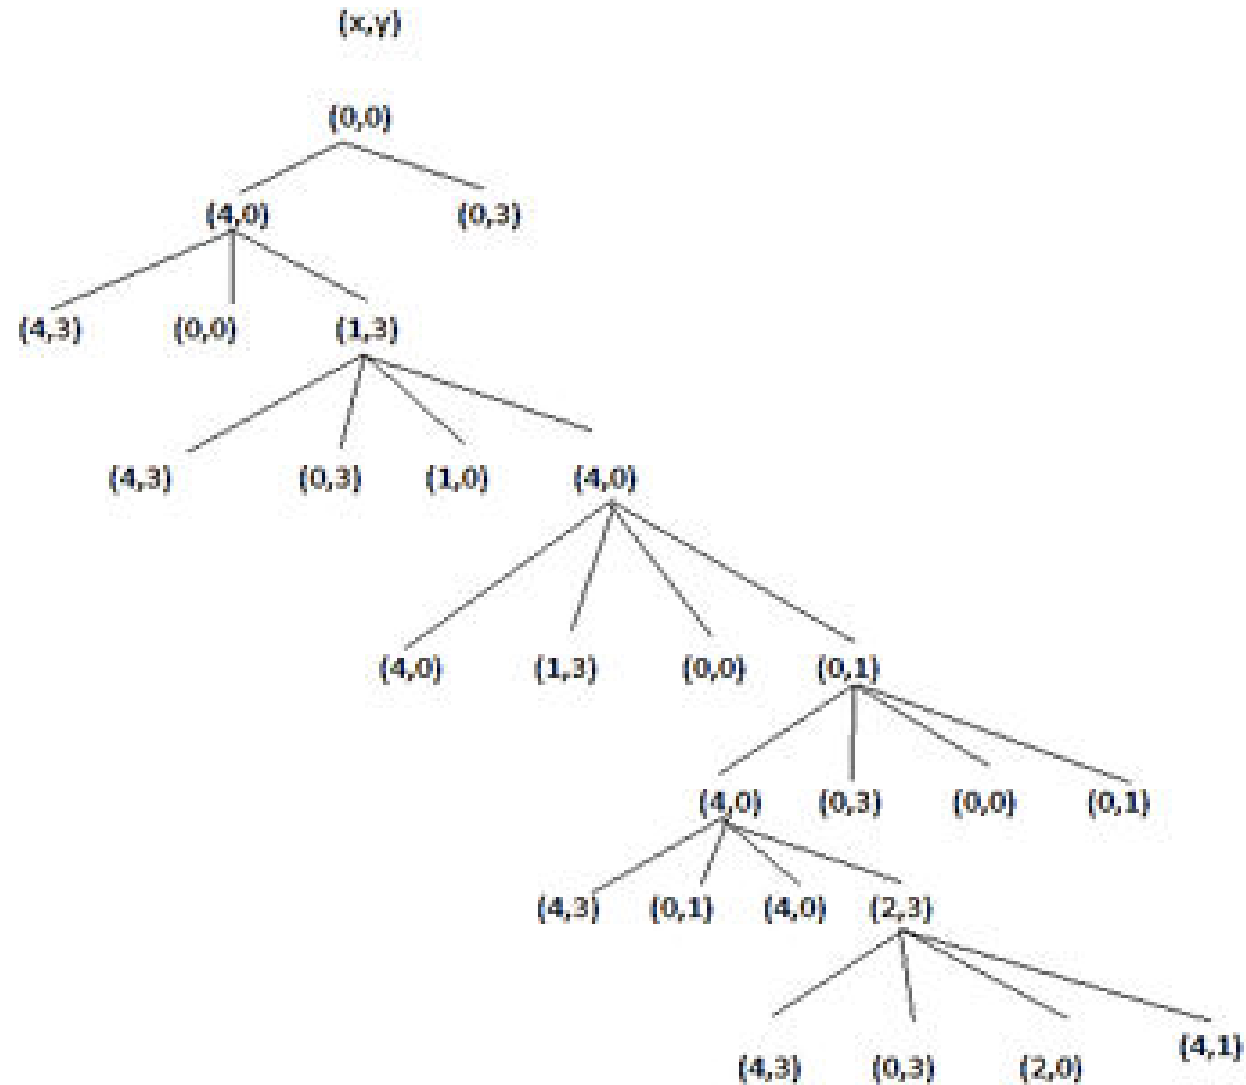 (x,y)
(0,0)
(4,0) (0,3)
(4,3) (0,0) (1,3)
(4,3) (0,3) (1,0) (4,0)
(4,0) (1,3) (0,0) (0,1)
(4,0) (0,3) (0,0) (0,1)
(4,3) (0,1) (4,0) (2,3)
(4,3) (0,3) (2,0) (4,1)